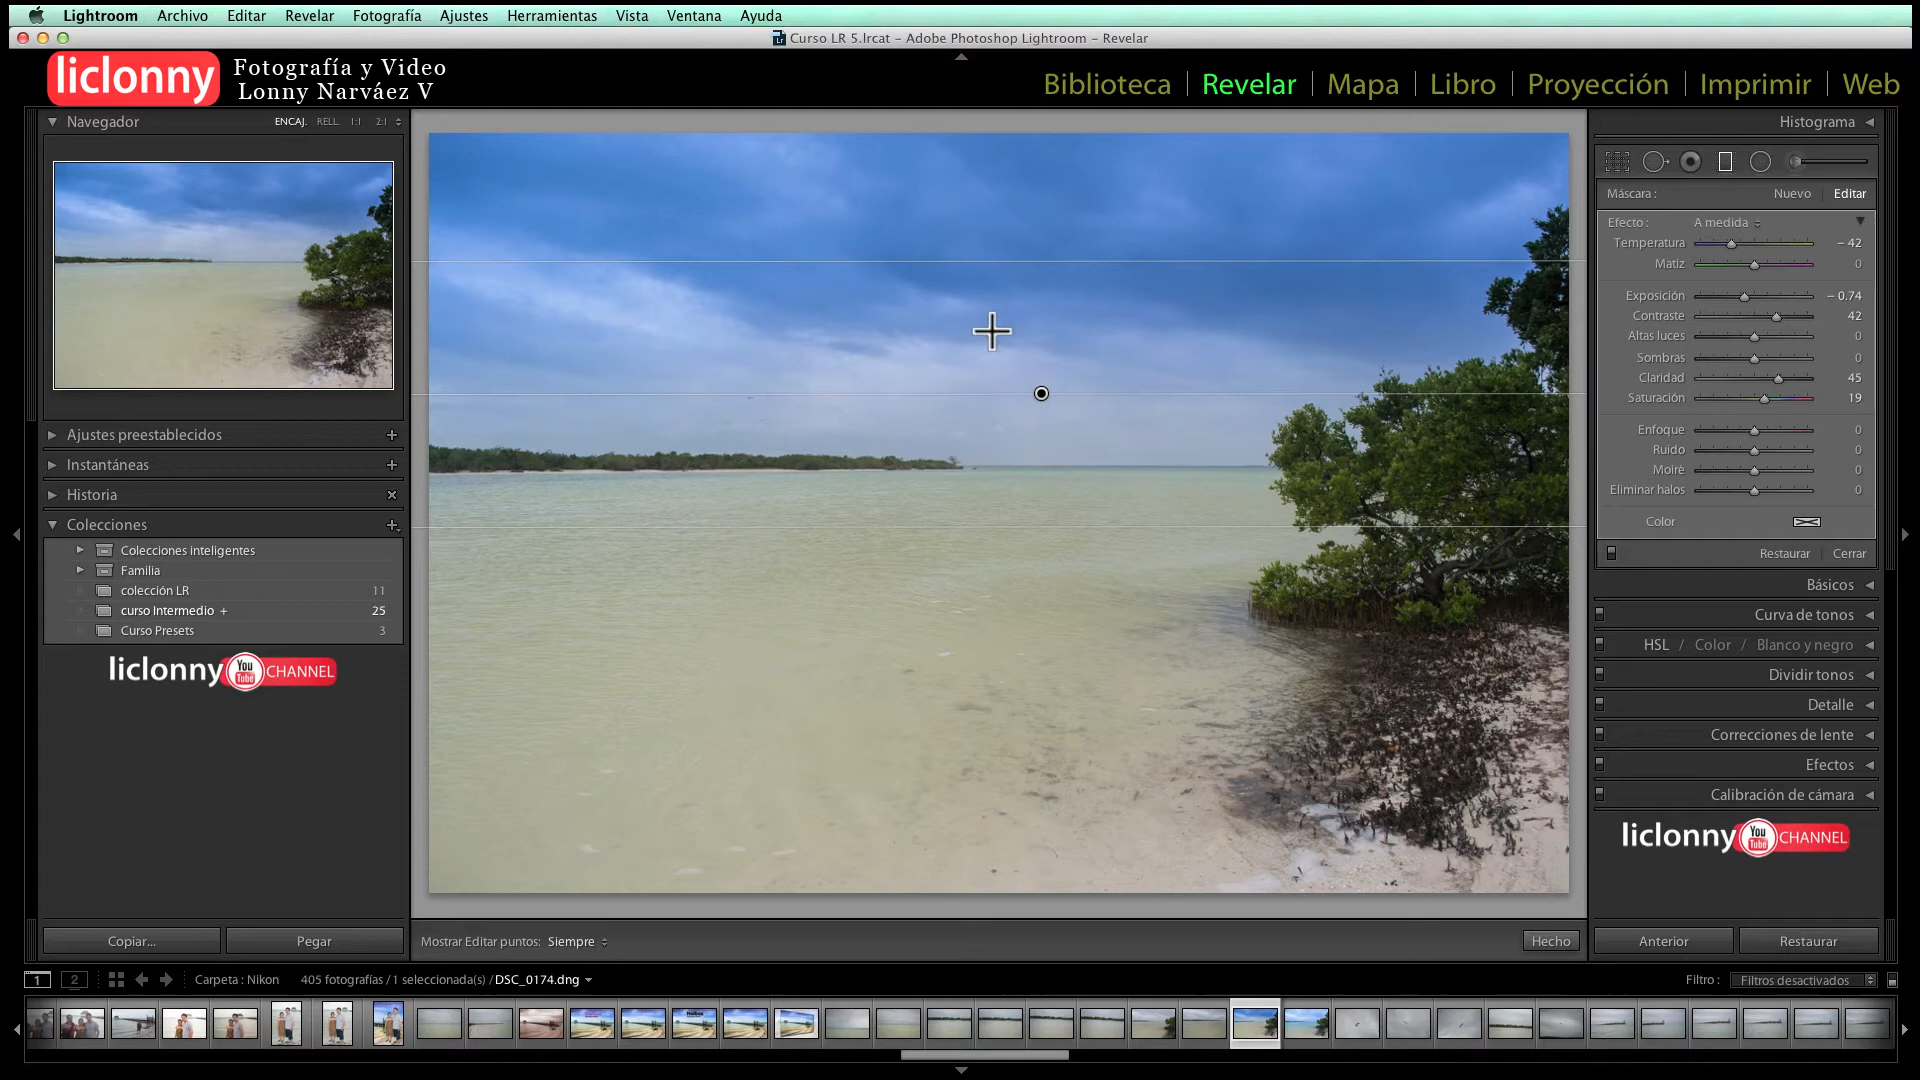 Lightroom Archivo Editar Revelar Fotografía Ajustes Herramientas Vista Ventana Ayuda
Curso LR 5.lrcat – Adobe Photoshop Lightroom – Revelar
liclonny Fotografía y Video
Lonny Narváez V
Biblioteca Revelar Mapa Libro Proyección Imprimir Web
Navegador ENCAJ. RELL. 1:1 2:1
Ajustes preestablecidos
Instantáneas
Historia
Colecciones
Colecciones inteligentes
Familia
colección LR 11
curso Intermedio + 25
Curso Presets 3
liclonny You Tube CHANNEL
Copiar... Pegar
Mostrar Editar puntos: Siempre Hecho
Histograma
Máscara : Nuevo Editar
Efecto : A medida
Temperatura – 42
Matiz 0
Exposición – 0.74
Contraste 42
Altas luces 0
Sombras 0
Claridad 45
Saturación 19
Enfoque 0
Ruido 0
Moiré 0
Eliminar halos 0
Color
Restaurar Cerrar
Básicos
Curva de tonos
HSL / Color / Blanco y negro
Dividir tonos
Detalle
Correcciones de lente
Efectos
Calibración de cámara
liclonny You Tube CHANNEL
Anterior Restaurar
1 2 Carpeta : Nikon 405 fotografías / 1 seleccionada(s) / DSC_0174.dng Filtro : Filtros desactivados